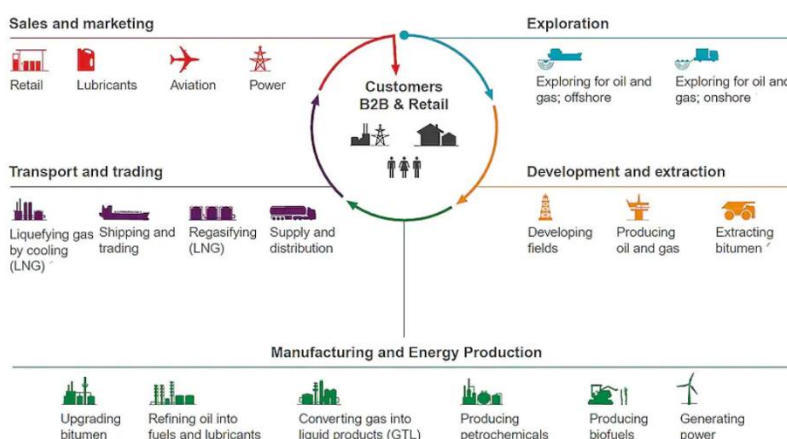 Sales and marketing
Retail
Lubricants
Aviation
Power
Customers
B2B & Retail
Exploration
Exploring for oil and
gas; offshore
Exploring for oil and
gas; onshore
Transport and trading
Liquefying gas
by cooling
(LNG)
Shipping and
trading
Regasifying
(LNG)
Supply and
distribution
Development and extraction
Developing
fields
Producing
oil and gas
Extracting
bitumen
Manufacturing and Energy Production
Upgrading
bitumen
Refining oil into
fuels and lubricants
Converting gas into
liquid products (GTL)
Producing
petrochemicals
Producing
biofuels
Generating
power